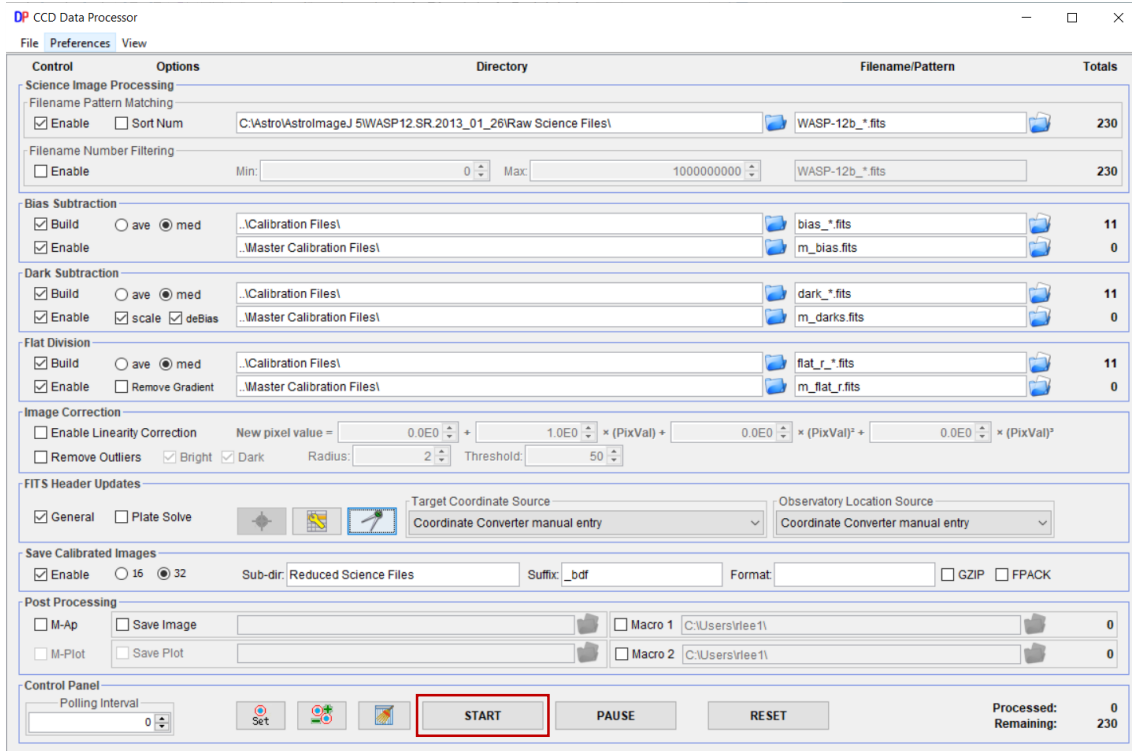 DP CCD Data Processor
File Preferences View
Control Options Directory Filename/Pattern Totals
Science Image Processing
Filename Pattern Matching
Enable Sort Num C:\Astro\AstroImageJ 5\WASP12.SR.2013_01_26\Raw Science Files\ WASP-12b_*.fits 230
Filename Number Filtering
Enable Min: 0 Max: 1000000000 WASP-12b_*.fits 230
Bias Subtraction
Build ave med ..\Calibration Files\ bias_*.fits 11
Enable ..\Master Calibration Files\ m_bias.fits 0
Dark Subtraction
Build ave med ..\Calibration Files\ dark_*.fits 11
Enable scale deBias ..\Master Calibration Files\ m_darks.fits 0
Flat Division
Build ave med ..\Calibration Files\ flat_r_*.fits 11
Enable Remove Gradient ..\Master Calibration Files\ m_flat_r.fits 0
Image Correction
Enable Linearity Correction New pixel value = 0.0E0 + 1.0E0 × (PixVal) + 0.0E0 × (PixVal)² + 0.0E0 × (PixVal)³
Remove Outliers Bright Dark Radius: 2 Threshold: 50
FITS Header Updates
Target Coordinate Source Observatory Location Source
General Plate Solve Coordinate Converter manual entry Coordinate Converter manual entry
Save Calibrated Images
Enable 16 32 Sub-dir: Reduced Science Files Suffix: _bdf Format: GZIP FPACK
Post Processing
M-Ap Save Image Macro 1 C:\Users\rlee1\ 0
M-Plot Save Plot Macro 2 C:\Users\rlee1\ 0
Control Panel
Polling Interval
0 Set START PAUSE RESET Processed: 0
Remaining: 230